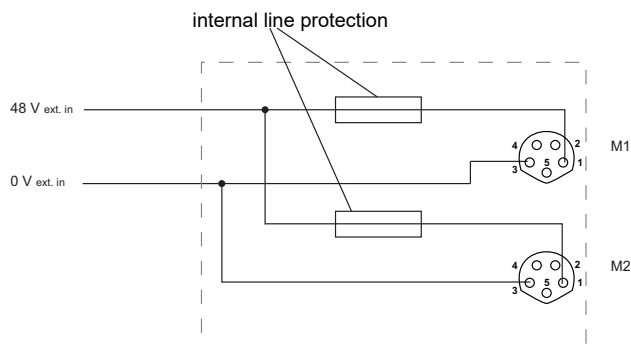 internal line protection
48 V ext. in
4 2 M1
3 5 1
0 V ext. in
4 2 M2
3 5 1